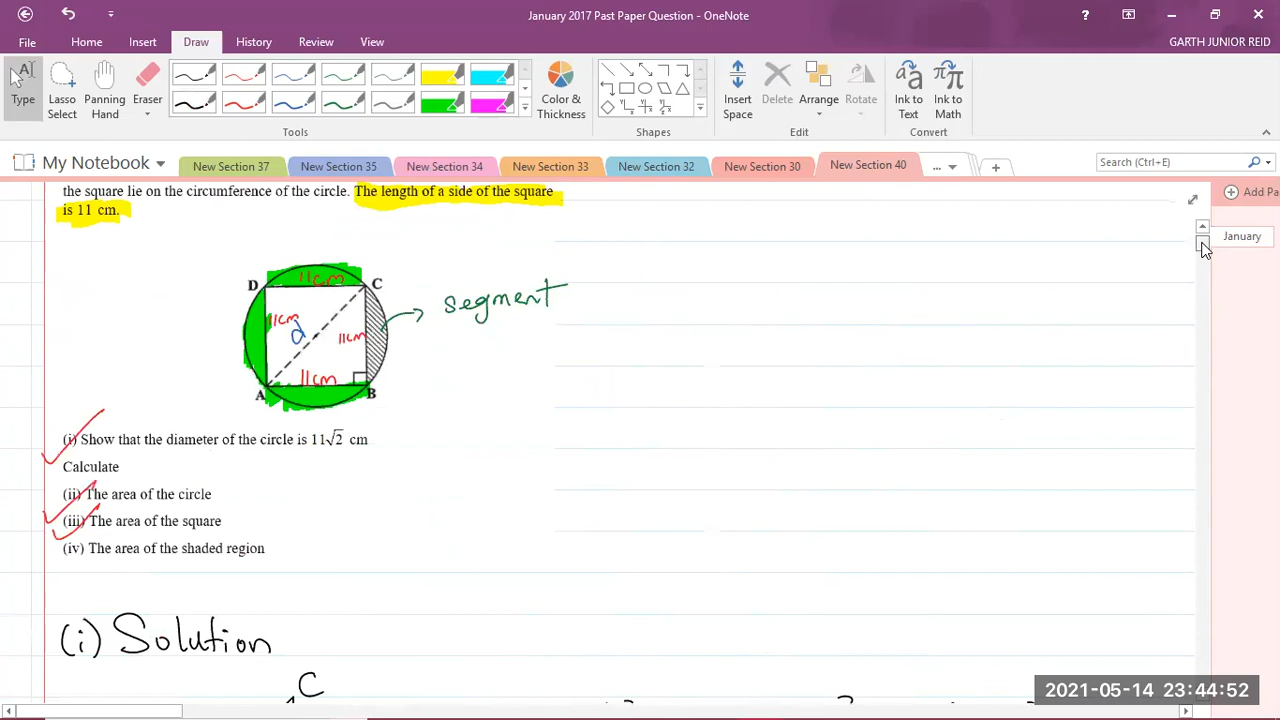 January 2017 Past Paper Question - OneNote
File Home Insert Draw History Review View GARTH JUNIOR REID
Type Lasso Select Panning Hand Eraser Color & Thickness Insert Space Delete Arrange Rotate Ink to Text Ink to Math
Tools Shapes Edit Convert
My Notebook New Section 37 New Section 35 New Section 34 New Section 33 New Section 32 New Section 30 New Section 40 ... Search (Ctrl+E)
the square lie on the circumference of the circle. The length of a side of the square
is 11 cm.
Add Pa
January
D 11cm C
segment
11cm
d 11cm
11cm
A B
(i) Show that the diameter of the circle is 11√2 cm
Calculate
(ii) The area of the circle
(iii) The area of the square
(iv) The area of the shaded region
(i) Solution
C
2021-05-14 23:44:52